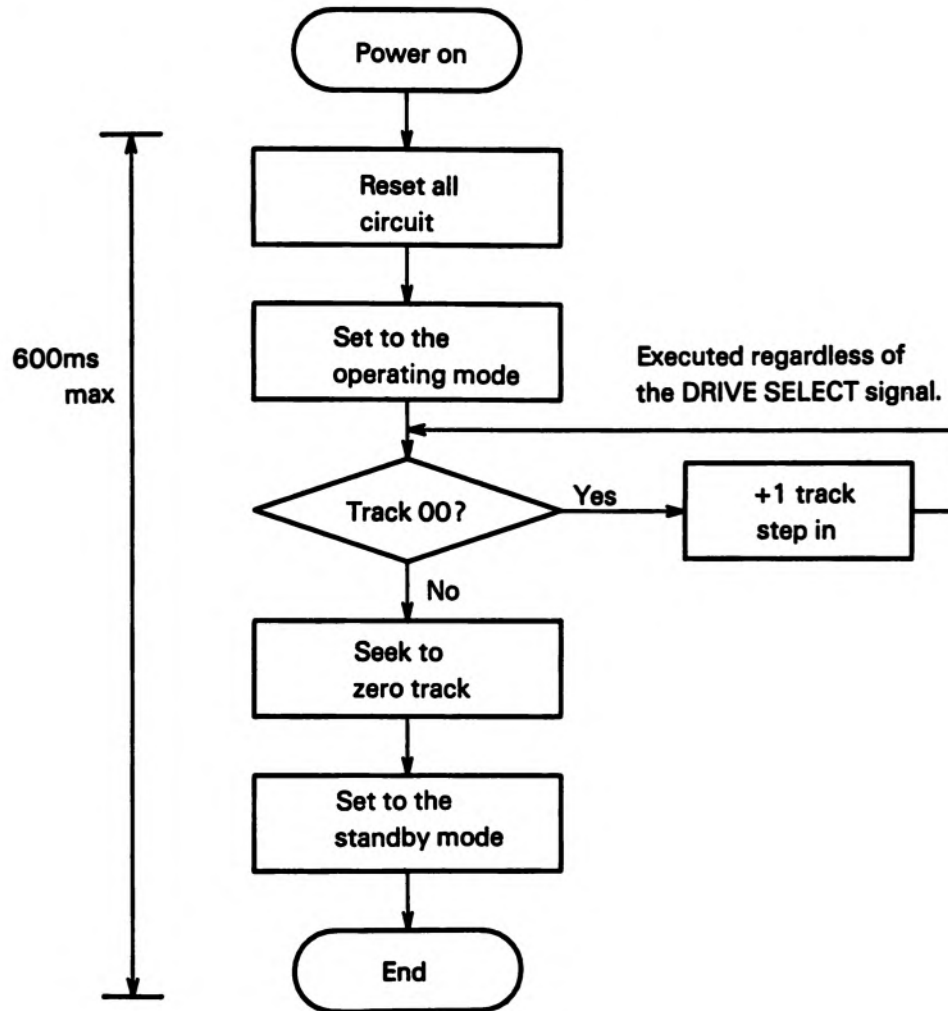 Power on
Reset all
circuit
Set to the
operating mode
600ms
max
Executed regardless of
the DRIVE SELECT signal.
Track 00?
Yes
+1 track
step in
No
Seek to
zero track
Set to the
standby mode
End